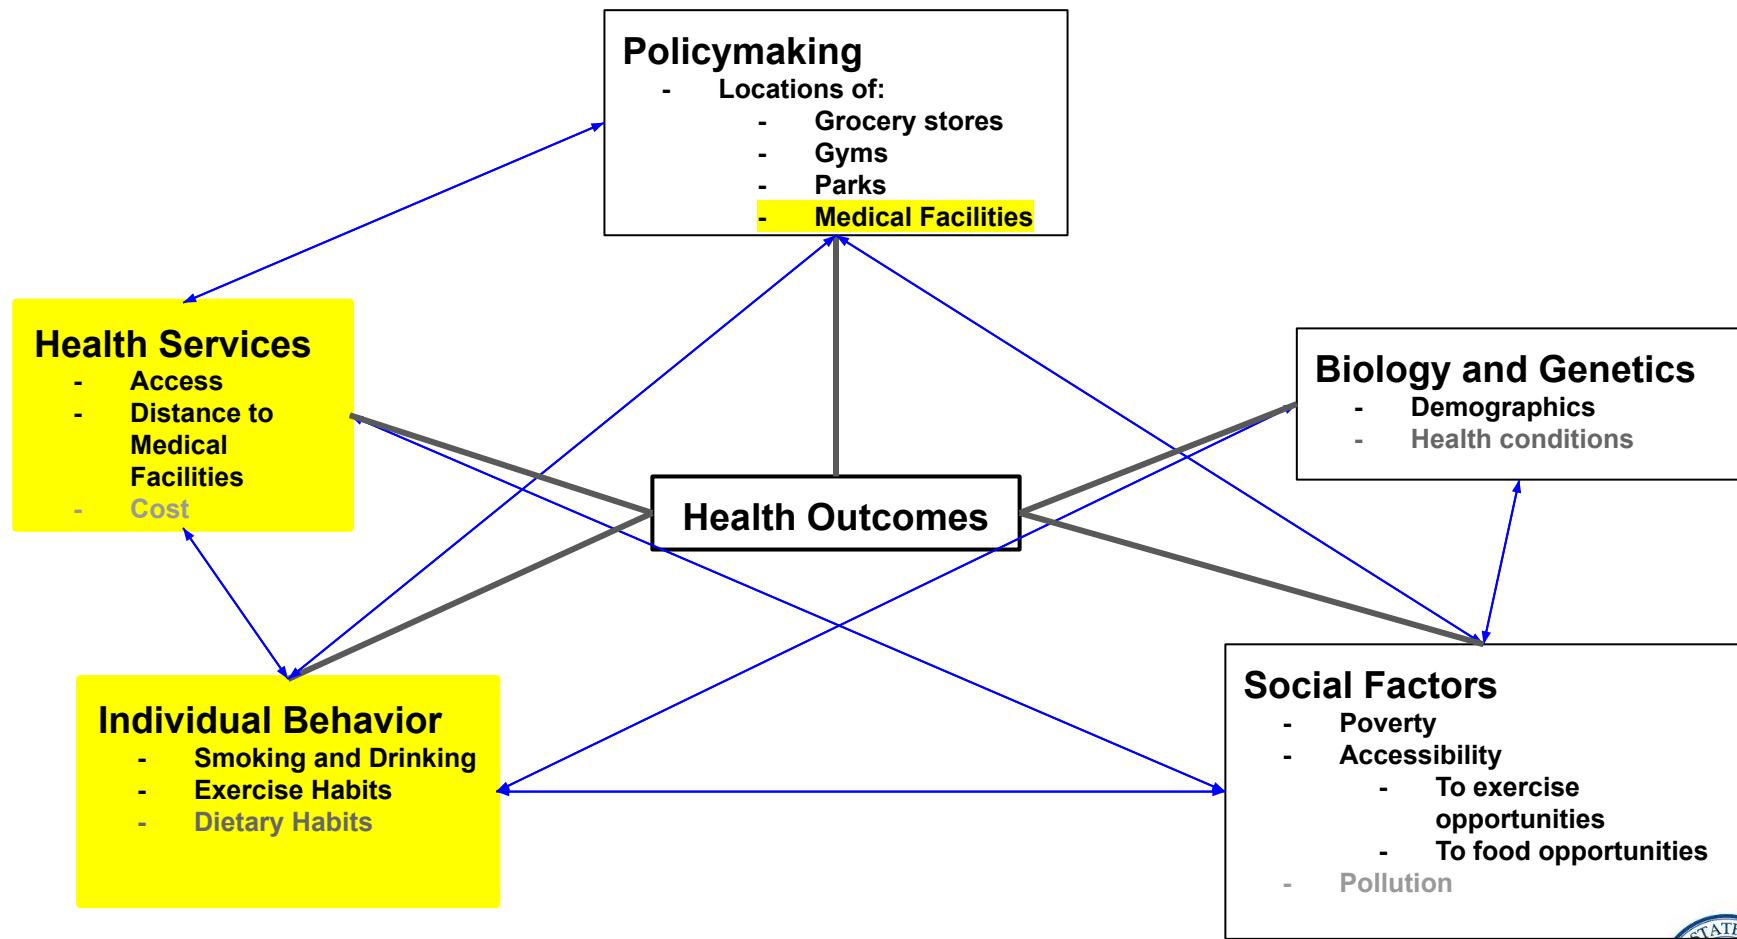 Policymaking
- Locations of:
- Grocery stores
- Gyms
- Parks
- Medical Facilities
Health Services
- Access
- Distance to
Medical
Facilities
- Cost
Biology and Genetics
- Demographics
- Health conditions
Health Outcomes
Individual Behavior
- Smoking and Drinking
- Exercise Habits
- Dietary Habits
Social Factors
- Poverty
- Accessibility
- To exercise
opportunities
- To food opportunities
- Pollution